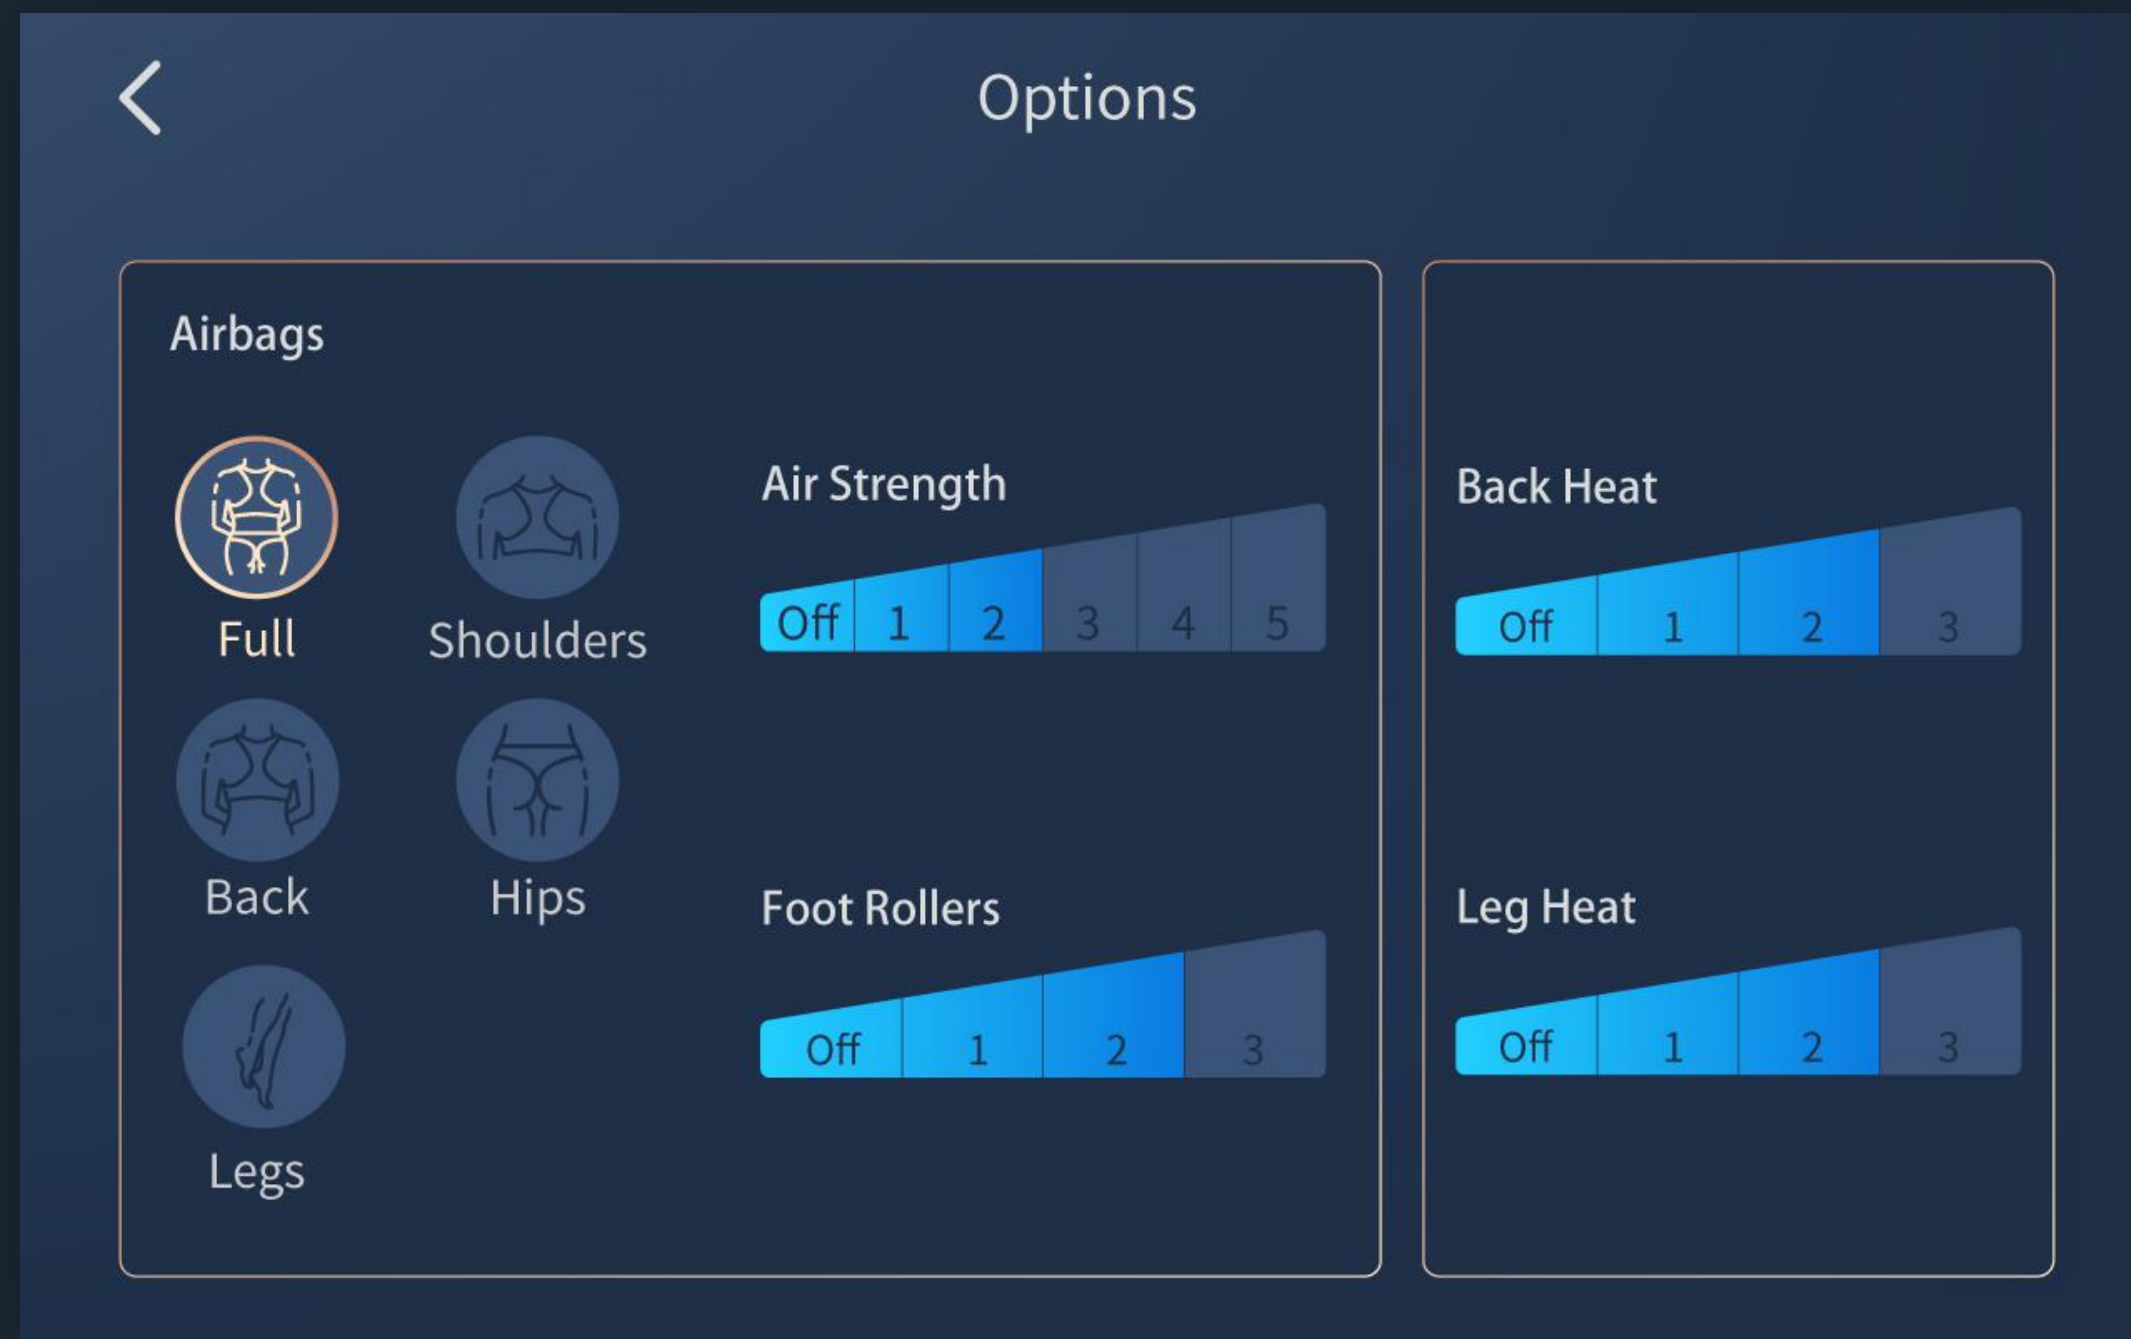 Options
Airbags
Full
Shoulders
Back
Hips
Legs
Air Strength
Off 1 2 3 4 5
Foot Rollers
Off 1 2 3
Back Heat
Off 1 2 3
Leg Heat
Off 1 2 3